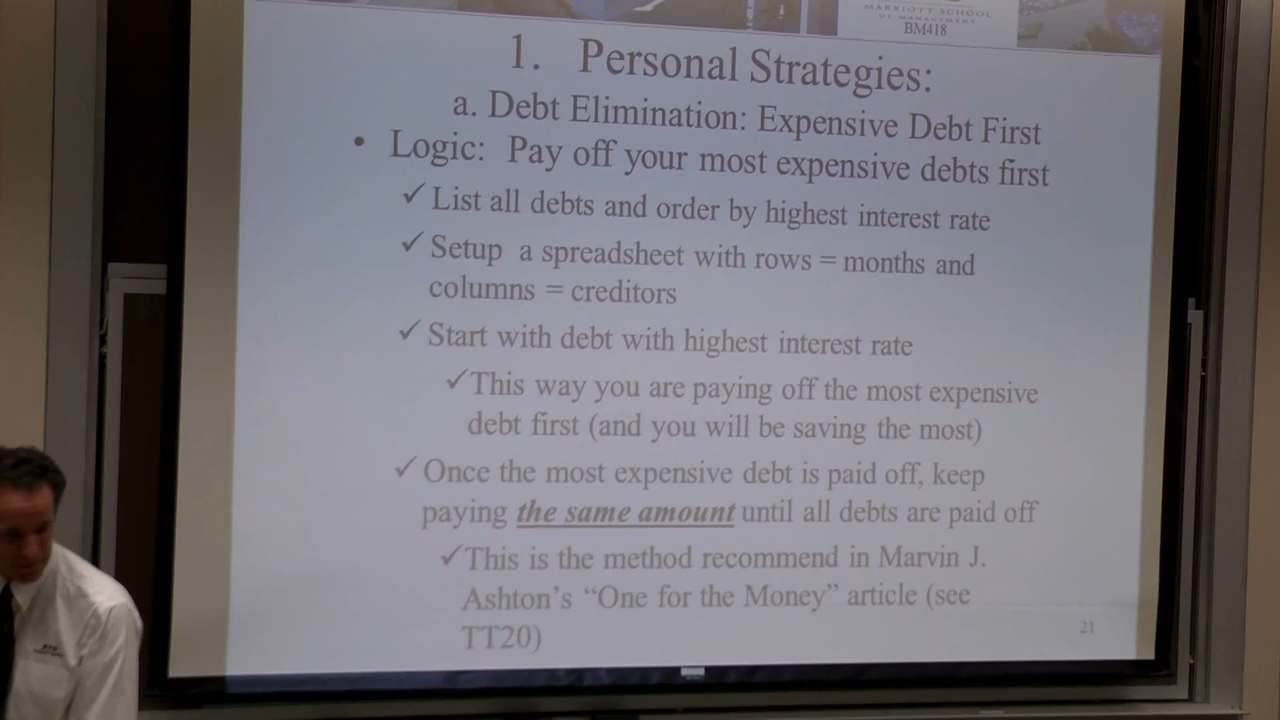 MARRIOTT SCHOOL
OF MANAGEMENT
BM418
1. Personal Strategies:
a. Debt Elimination: Expensive Debt First
• Logic: Pay off your most expensive debts first
✓ List all debts and order by highest interest rate
✓ Setup a spreadsheet with rows = months and
columns = creditors
✓ Start with debt with highest interest rate
✓ This way you are paying off the most expensive
debt first (and you will be saving the most)
✓ Once the most expensive debt is paid off, keep
paying the same amount until all debts are paid off
✓ This is the method recommend in Marvin J.
Ashton's “One for the Money” article (see
TT20)
21